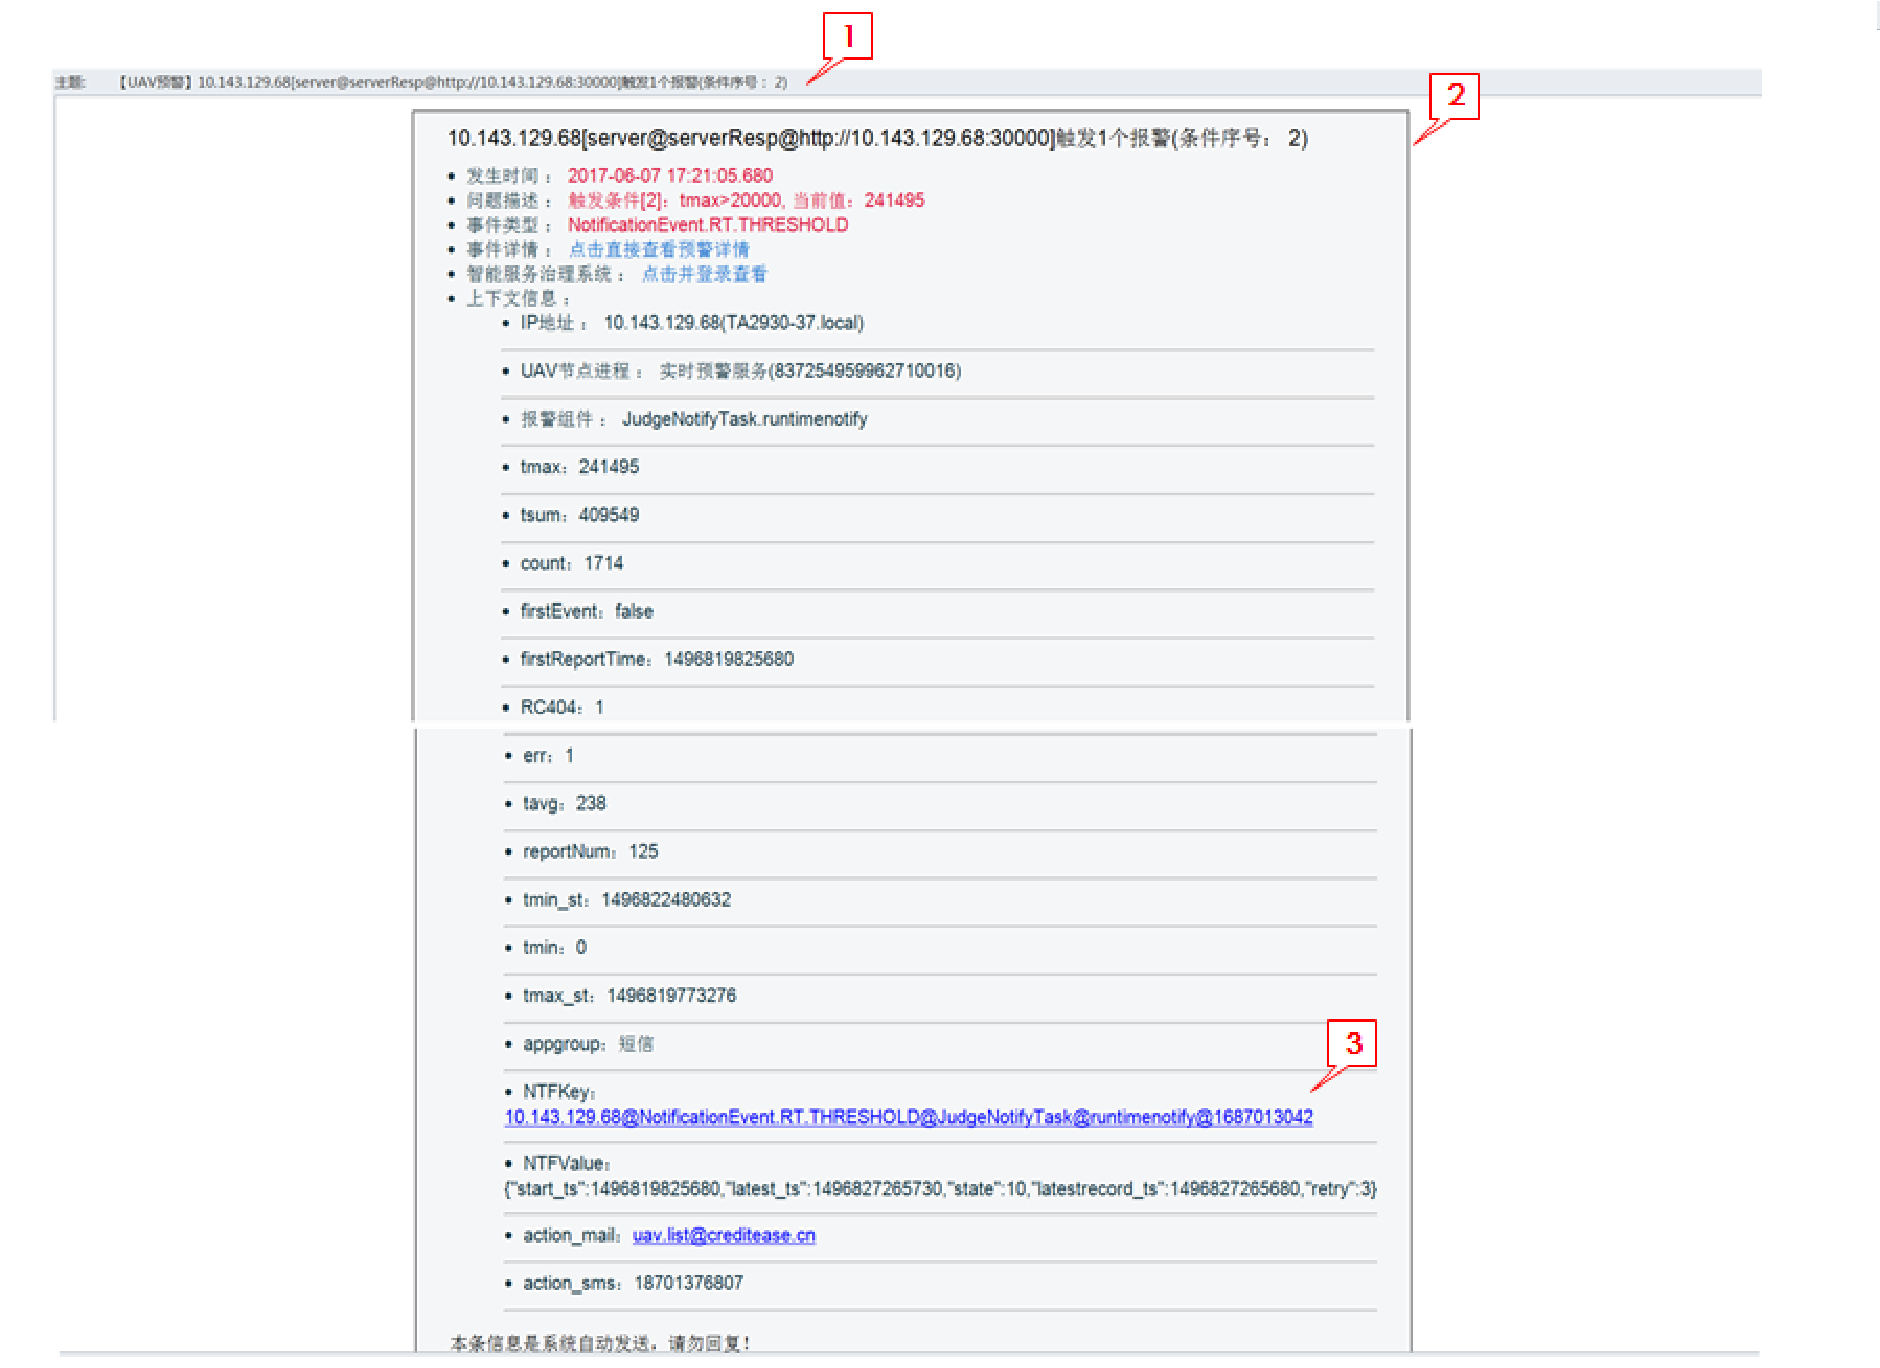 1
主题: 【UAV预警】10.143.129.68[server@serverResp@http://10.143.129.68:30000]触发1个报警(条件序号： 2)
2
10.143.129.68[server@serverResp@http://10.143.129.68:30000]触发1个报警(条件序号： 2)
• 发生时间： 2017-06-07 17:21:05.680
• 问题描述： 触发条件[2]：tmax>20000, 当前值：241495
• 事件类型： NotificationEvent.RT.THRESHOLD
• 事件详情： 点击直接查看预警详情
• 智能服务治理系统： 点击并登录查看
• 上下文信息：
• IP地址： 10.143.129.68(TA2930-37.local)
• UAV节点进程： 实时预警服务(837254959962710016)
• 报警组件： JudgeNotifyTask.runtimenotify
• tmax：241495
• tsum：409549
• count：1714
• firstEvent：false
• firstReportTime：1496819825680
• RC404：1
• err：1
• tavg：238
• reportNum：125
• tmin_st：1496822480632
• tmin：0
• tmax_st：1496819773276
• appgroup：短信
3
• NTFKey：
10.143.129.68@NotificationEvent.RT.THRESHOLD@JudgeNotifyTask@runtimenotify@1687013042
• NTFValue：
{"start_ts":1496819825680,"latest_ts":1496827265730,"state":10,"latestrecord_ts":1496827265680,"retry":3}
• action_mail：uav.list@creditease.cn
• action_sms：18701376807
本条信息是系统自动发送，请勿回复！